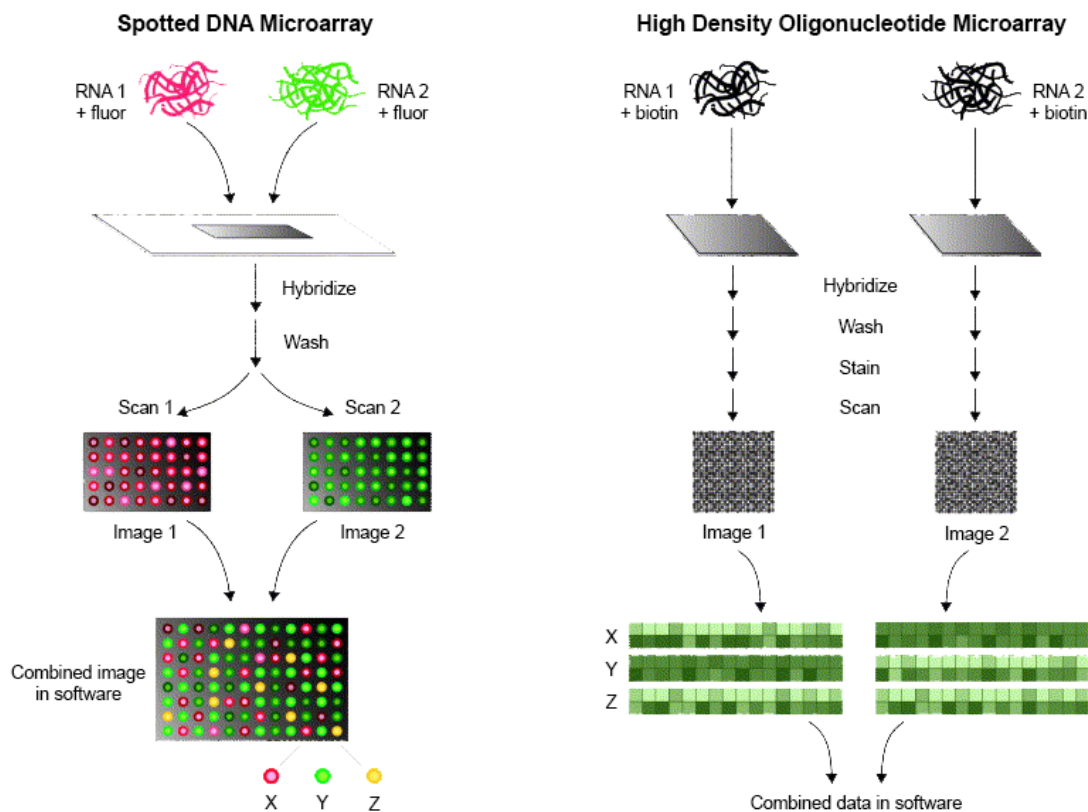 Spotted DNA Microarray
RNA 1
+ fluor
RNA 2
+ fluor
Hybridize
Wash
Scan 1
Scan 2
Image 1
Image 2
Combined image
in software
X
Y
Z
High Density Oligonucleotide Microarray
RNA 1
+ biotin
RNA 2
+ biotin
Hybridize
Wash
Stain
Scan
Image 1
Image 2
X
Y
Z
Combined data in software